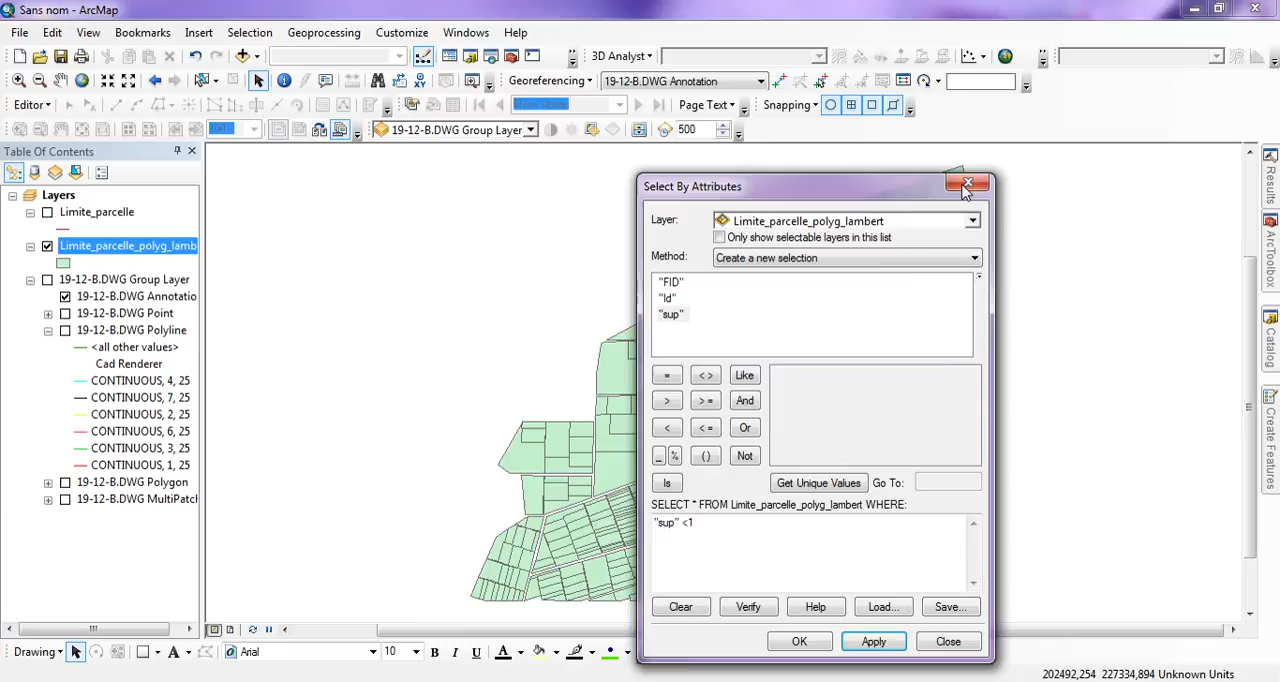 Sans nom - ArcMap
File Edit View Bookmarks Insert Selection Geoprocessing Customize Windows Help
3D Analyst
Georeferencing 19-12-B.DWG Annotation
Editor Page Text Snapping
19-12-B.DWG Group Layer 500
Table Of Contents
Layers
Limite_parcelle
Limite_parcelle_polyg_lamb
19-12-B.DWG Group Layer
19-12-B.DWG Annotatio
19-12-B.DWG Point
19-12-B.DWG Polyline
<all other values>
Cad Renderer
CONTINUOUS, 4, 25
CONTINUOUS, 7, 25
CONTINUOUS, 2, 25
CONTINUOUS, 6, 25
CONTINUOUS, 3, 25
CONTINUOUS, 1, 25
19-12-B.DWG Polygon
19-12-B.DWG MultiPatch
Select By Attributes
Layer: Limite_parcelle_polyg_lambert
Only show selectable layers in this list
Method: Create a new selection
"FID"
"Id"
"sup"
= < > Like
> > = And
< < = Or
_ % () Not
Is Get Unique Values Go To:
SELECT * FROM Limite_parcelle_polyg_lambert WHERE:
"sup" <1
Clear Verify Help Load... Save...
OK Apply Close
Results
ArcToolbox
Catalog
Create Features
Drawing A Arial 10 B I U A
202492,254 227334,894 Unknown Units